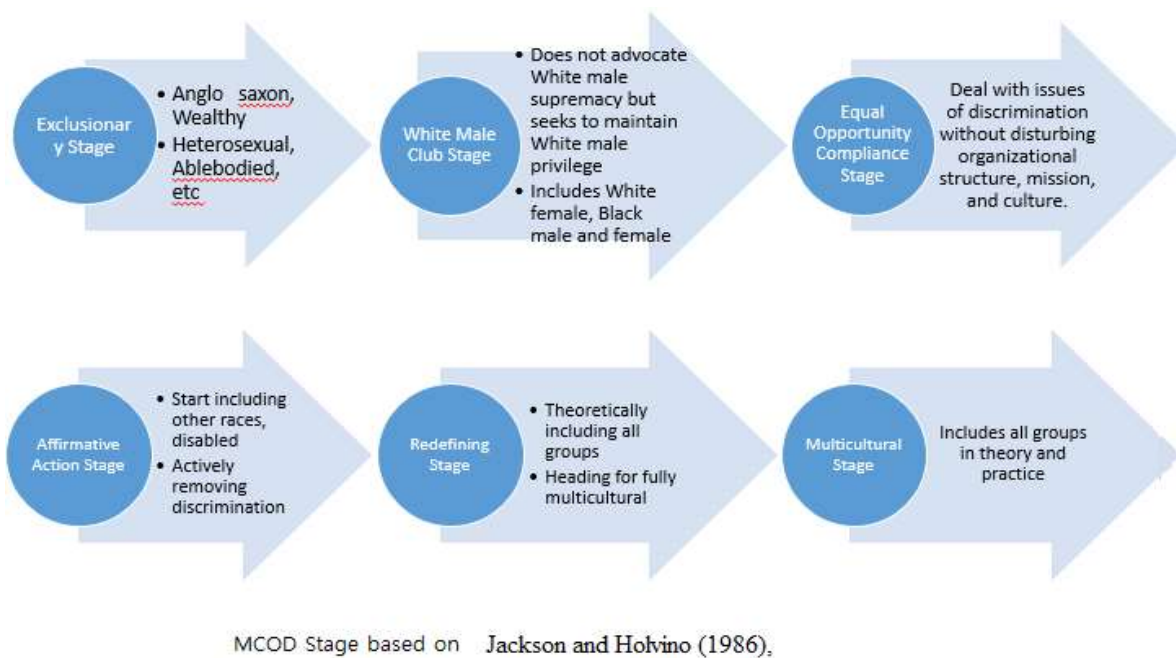 Exclusionar
y Stage
• Anglo saxon,
Wealthy
• Heterosexual,
Ablebodied,
etc
White Male
Club Stage
• Does not advocate
White male
supremacy but
seeks to maintain
White male
privilege
• Includes White
female, Black
male and female
Equal
Opportunity
Compliance
Stage
Deal with issues
of discrimination
without disturbing
organizational
structure, mission,
and culture.
Affirmative
Action Stage
• Start including
other races,
disabled
• Actively
removing
discrimination
Redefining
Stage
• Theoretically
including all
groups
• Heading for fully
multicultural
Multicultural
Stage
Includes all groups
in theory and
practice
MCOD Stage based on Jackson and Holvino (1986),